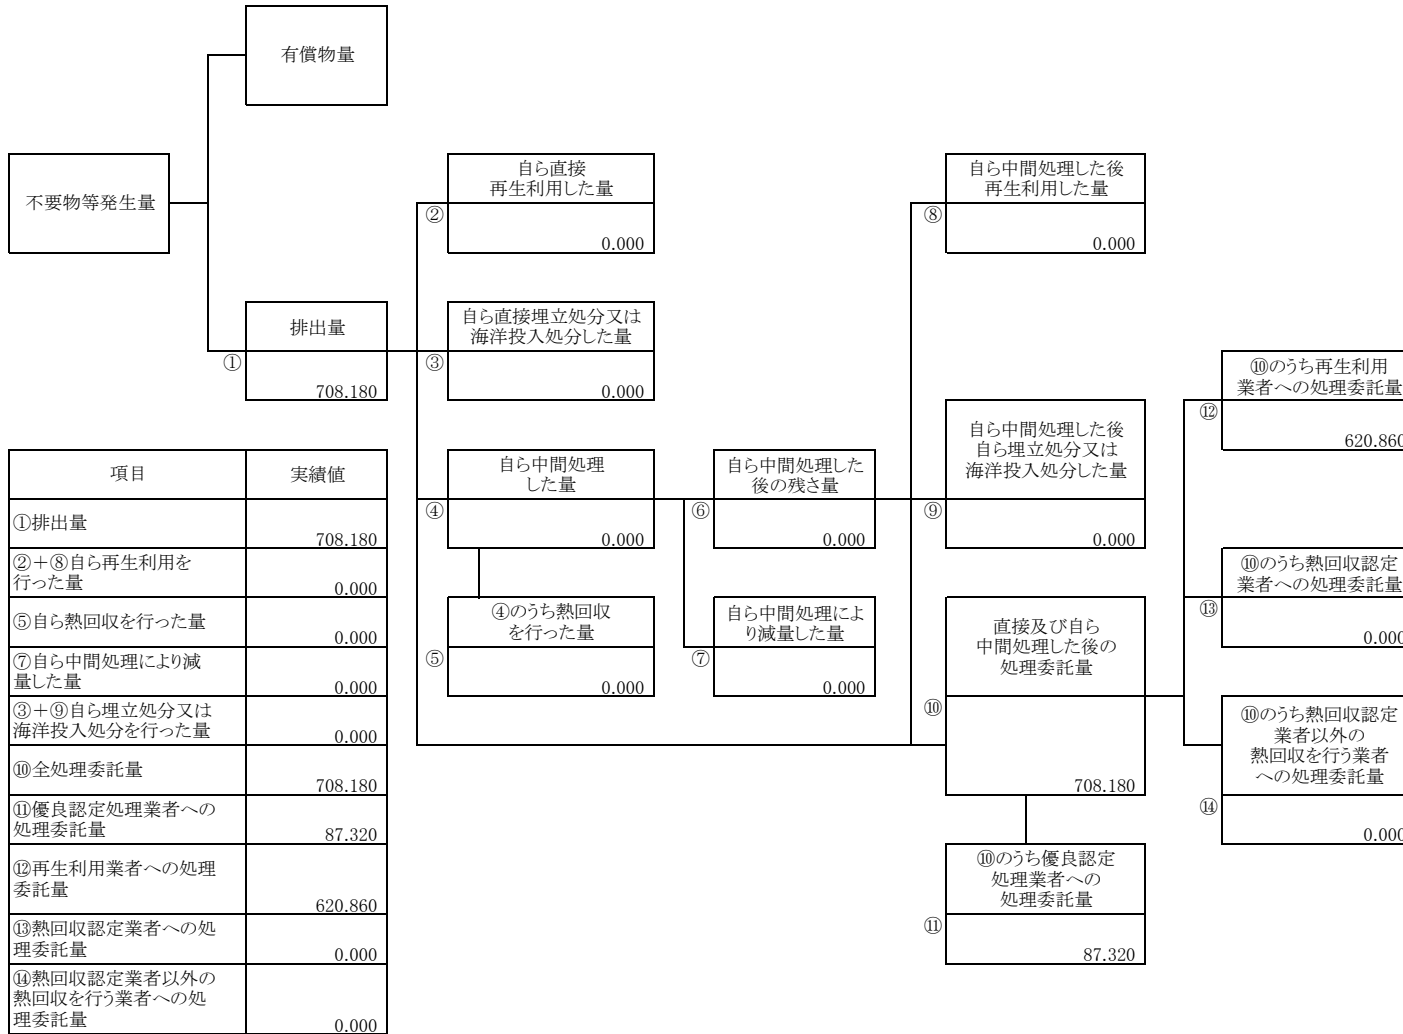 有償物量
不要物等発生量
自ら直接
再生利用した量
②
0.000
自ら中間処理した後
再生利用した量
⑧
0.000
排出量
①
708.180
自ら直接埋立処分又は
海洋投入処分した量
③
0.000
⑩のうち再生利用
業者への処理委託量
⑫
620.860
自ら中間処理
した量
④
0.000
自ら中間処理した
後の残さ量
⑥
0.000
自ら中間処理した後
自ら埋立処分又は
海洋投入処分した量
⑨
0.000
⑩のうち熱回収認定
業者への処理委託量
⑬
0.000
④のうち熱回収
を行った量
⑤
0.000
自ら中間処理によ
り減量した量
⑦
0.000
直接及び自ら
中間処理した後の
処理委託量
⑩
708.180
⑩のうち熱回収認定
業者以外の
熱回収を行う業者
への処理委託量
⑭
0.000
⑩のうち優良認定
処理業者への
処理委託量
⑪
87.320
項目 実績値
①排出量
708.180
②+⑧自ら再生利用を
行った量
0.000
⑤自ら熱回収を行った量
0.000
⑦自ら中間処理により減
量した量
0.000
③+⑨自ら埋立処分又は
海洋投入処分を行った量
0.000
⑩全処理委託量
708.180
⑪優良認定処理業者への
処理委託量
87.320
⑫再生利用業者への処理
委託量
620.860
⑬熱回収認定業者への処
理委託量
0.000
⑭熱回収認定業者以外の
熱回収を行う業者への処
理委託量
0.000